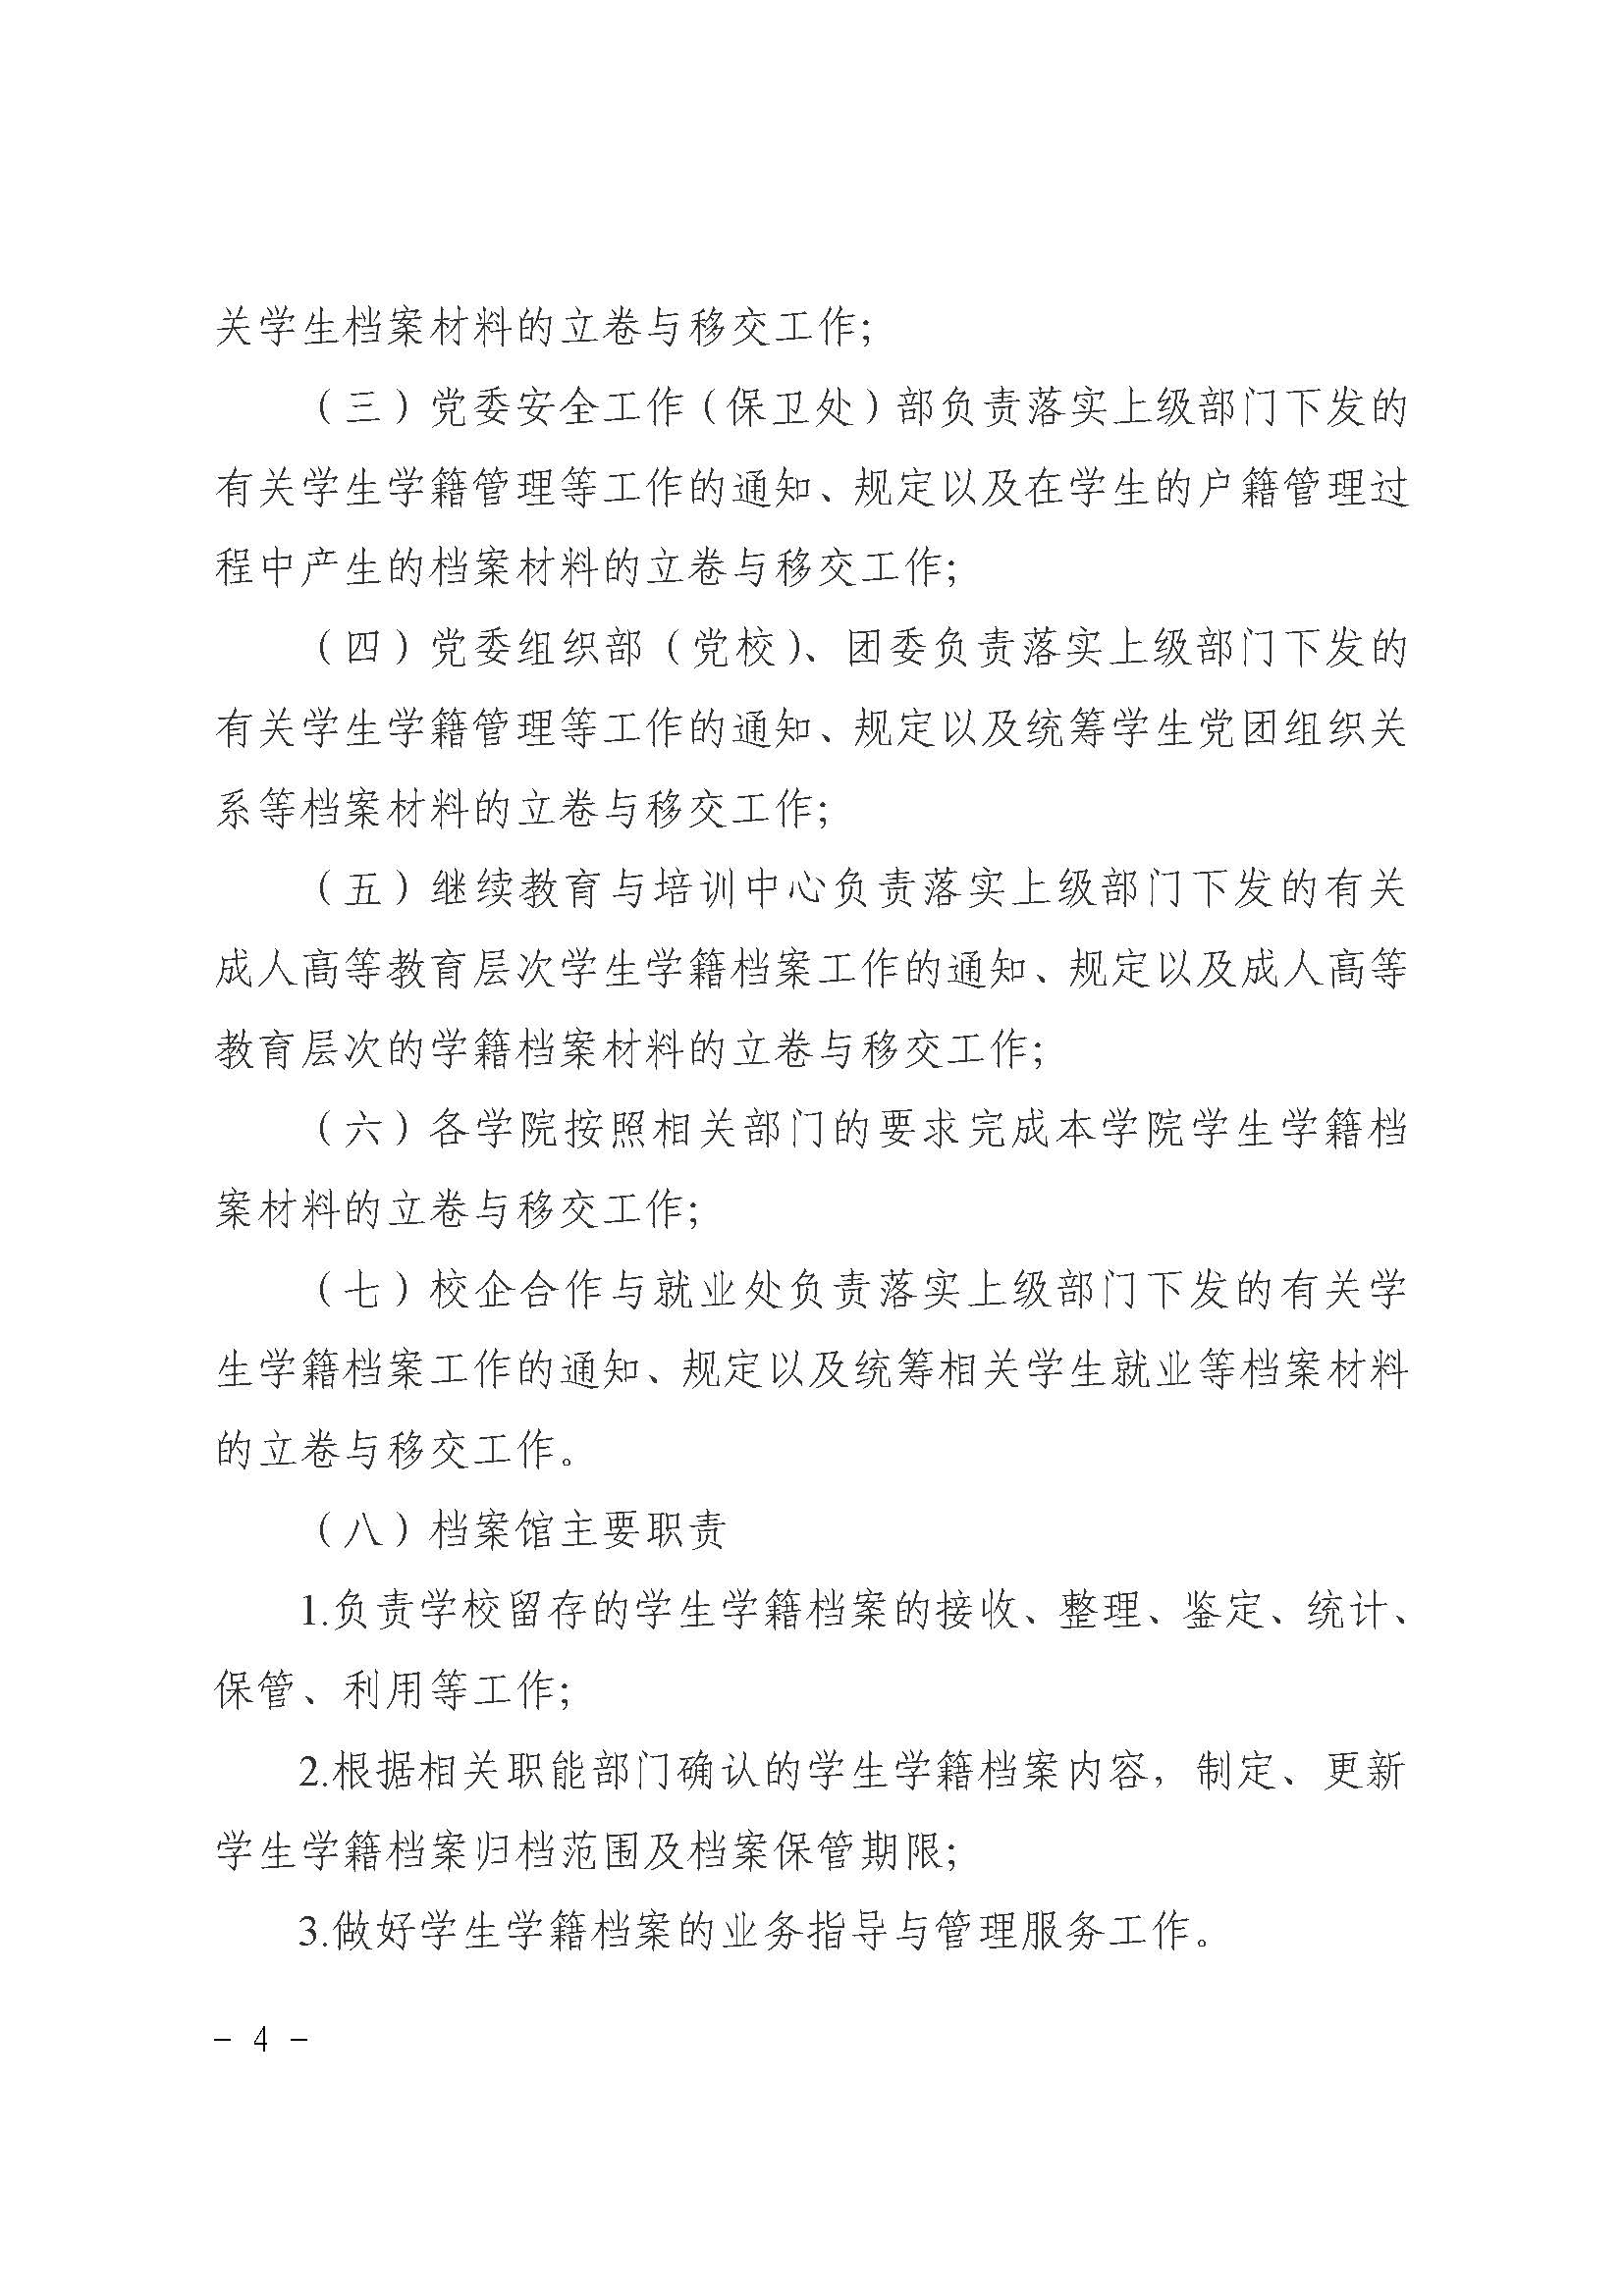 关学生档案材料的立卷与移交工作；
（三）党委安全工作（保卫处）部负责落实上级部门下发的
有关学生学籍管理等工作的通知、规定以及在学生的户籍管理过
程中产生的档案材料的立卷与移交工作；
（四）党委组织部（党校）、团委负责落实上级部门下发的
有关学生学籍管理等工作的通知、规定以及统筹学生党团组织关
系等档案材料的立卷与移交工作；
（五）继续教育与培训中心负责落实上级部门下发的有关
成人高等教育层次学生学籍档案工作的通知、规定以及成人高等
教育层次的学籍档案材料的立卷与移交工作；
（六）各学院按照相关部门的要求完成本学院学生学籍档
案材料的立卷与移交工作；
（七）校企合作与就业处负责落实上级部门下发的有关学
生学籍档案工作的通知、规定以及统筹相关学生就业等档案材料
的立卷与移交工作。
（八）档案馆主要职责
1.负责学校留存的学生学籍档案的接收、整理、鉴定、统计、
保管、利用等工作；
2.根据相关职能部门确认的学生学籍档案内容，制定、更新
学生学籍档案归档范围及档案保管期限；
3.做好学生学籍档案的业务指导与管理服务工作。
- 4 -